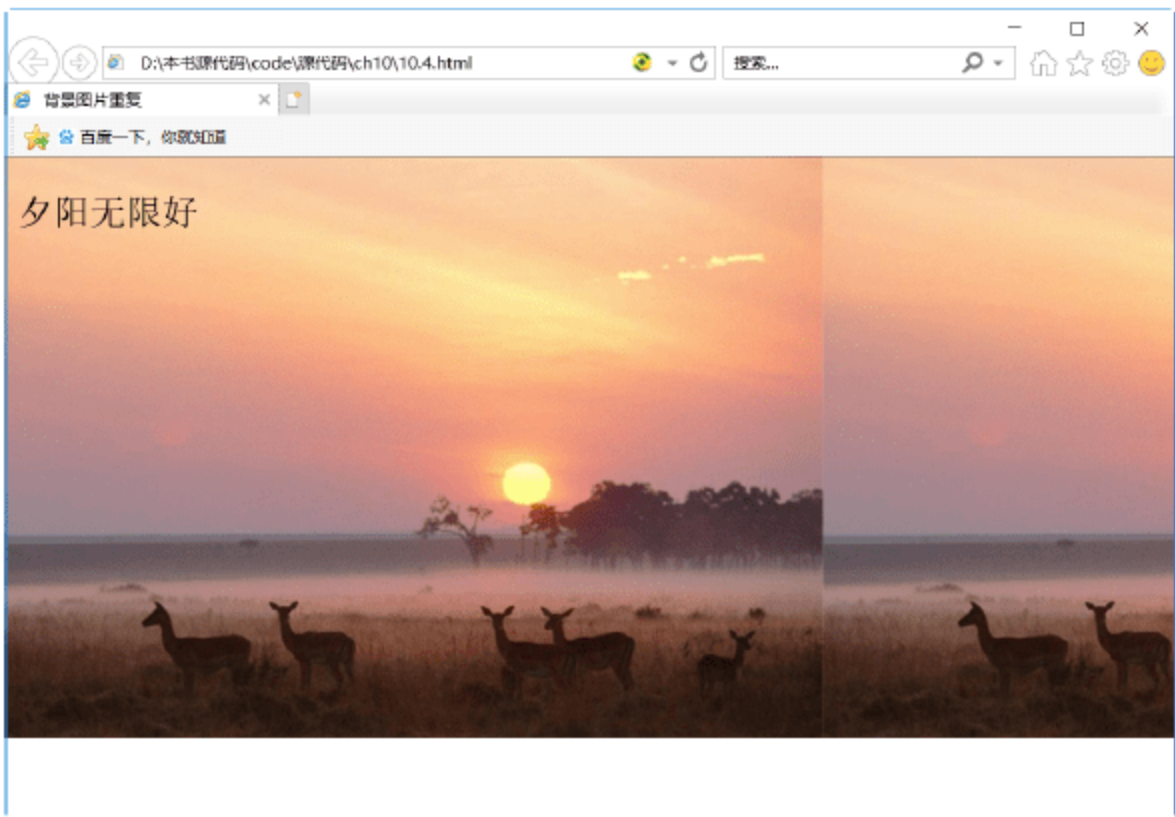 D:\本书源代码\code\源代码\ch10\10.4.html
搜索...
背景图片重复
百度一下，你就知道
夕阳无限好